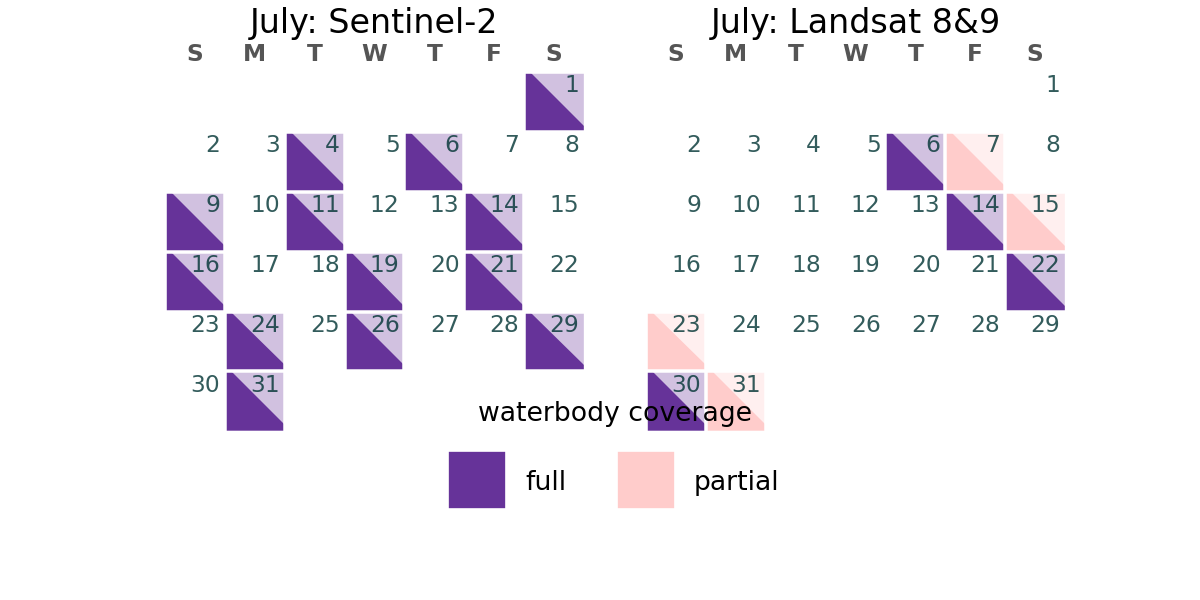 July: Sentinel-2
S M T W T F S
1
2 3 4 5 6 7 8
9 10 11 12 13 14 15
16 17 18 19 20 21 22
23 24 25 26 27 28 29
30 31
July: Landsat 8&9
S M T W T F S
1
2 3 4 5 6 7 8
9 10 11 12 13 14 15
16 17 18 19 20 21 22
23 24 25 26 27 28 29
30 31
waterbody coverage
full
partial